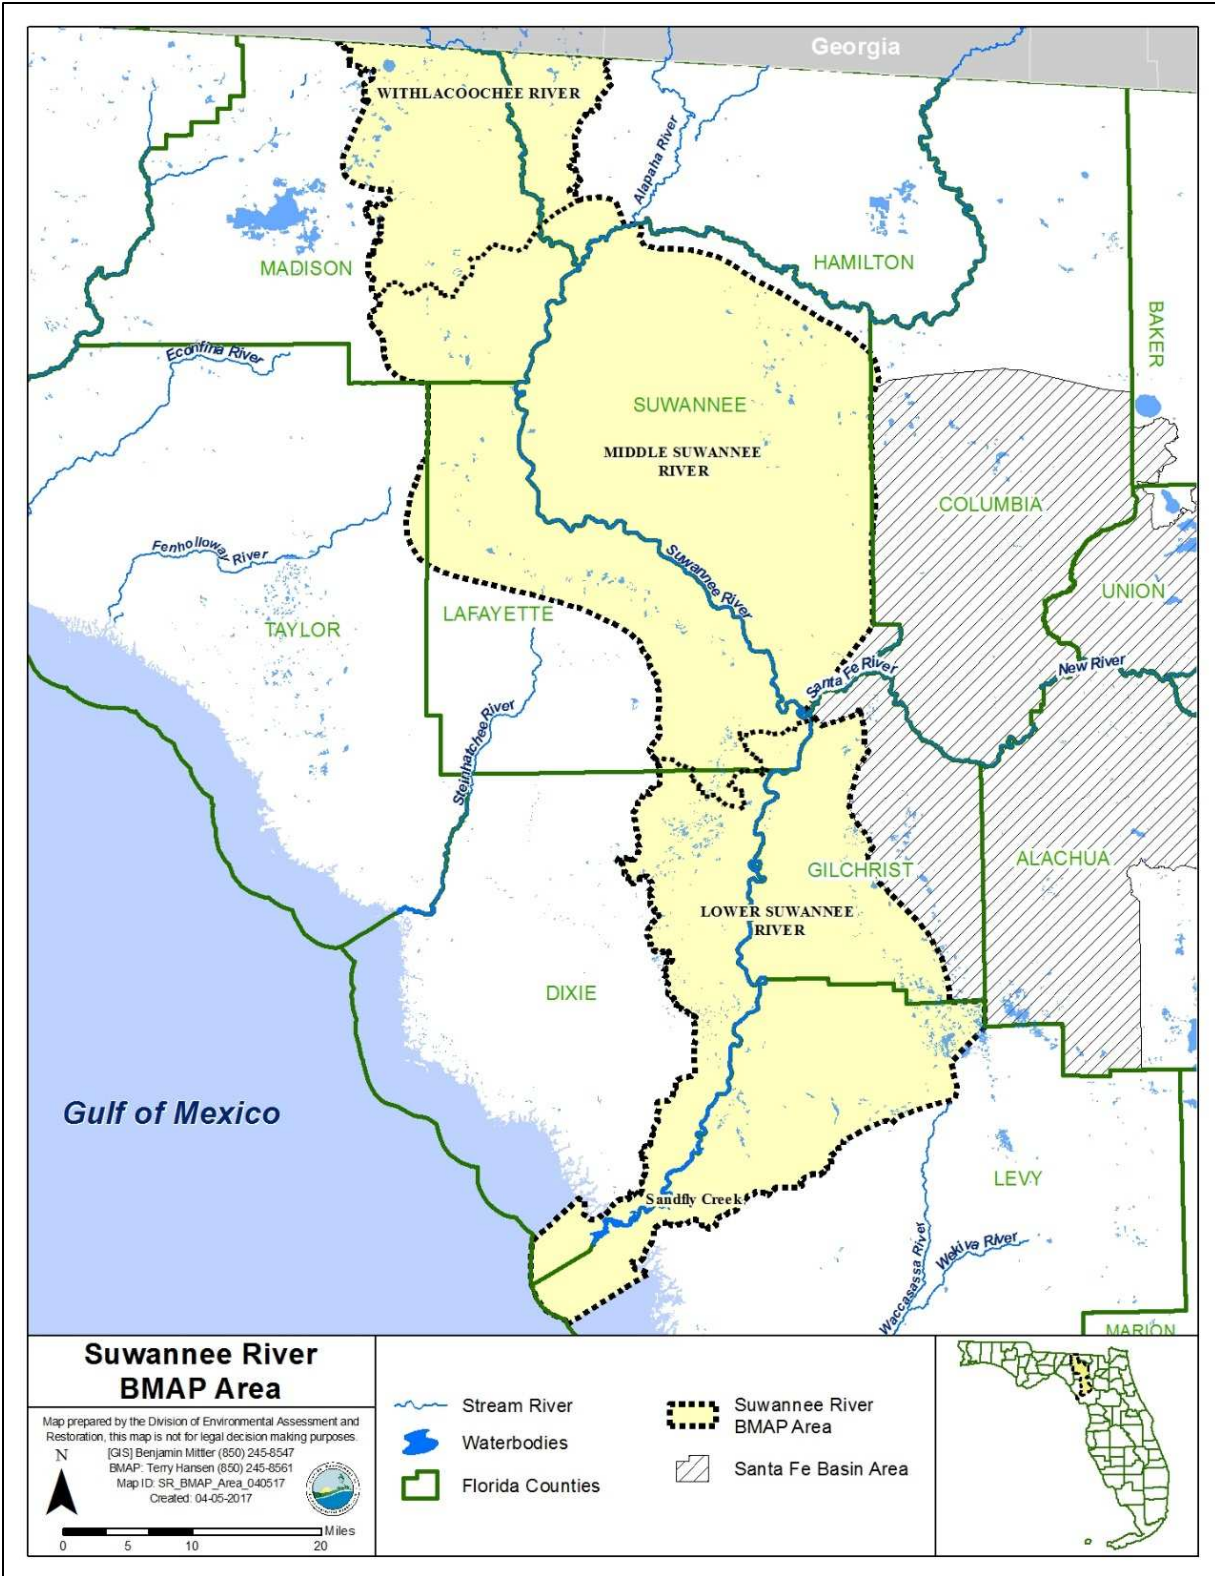 Georgia
WITHLACOOCHEE RIVER
Alapaha River
MADISON
HAMILTON
BAKER
Econfina River
SUWANNEE
MIDDLE SUWANNEE
RIVER
COLUMBIA
Fenholloway River
Suwannee River
UNION
LAFAYETTE
TAYLOR
Santa Fe River
New River
Steinhatchee River
ALACHUA
GILCHRIST
LOWER SUWANNEE
RIVER
DIXIE
Gulf of Mexico
LEVY
Sandfly Creek
Waccasassa River
Wekiva River
MARION
Suwannee River
BMAP Area
Map prepared by the Division of Environmental Assessment and
Restoration, this map is not for legal decision making purposes.
[GIS] Benjamin Mittler (850) 245-8547
BMAP: Terry Hansen (850) 245-8561
Map ID: SR_BMAP_Area_040517
Created: 04-05-2017
N
Miles
0 5 10 20
Stream River
Waterbodies
Florida Counties
Suwannee River
BMAP Area
Santa Fe Basin Area